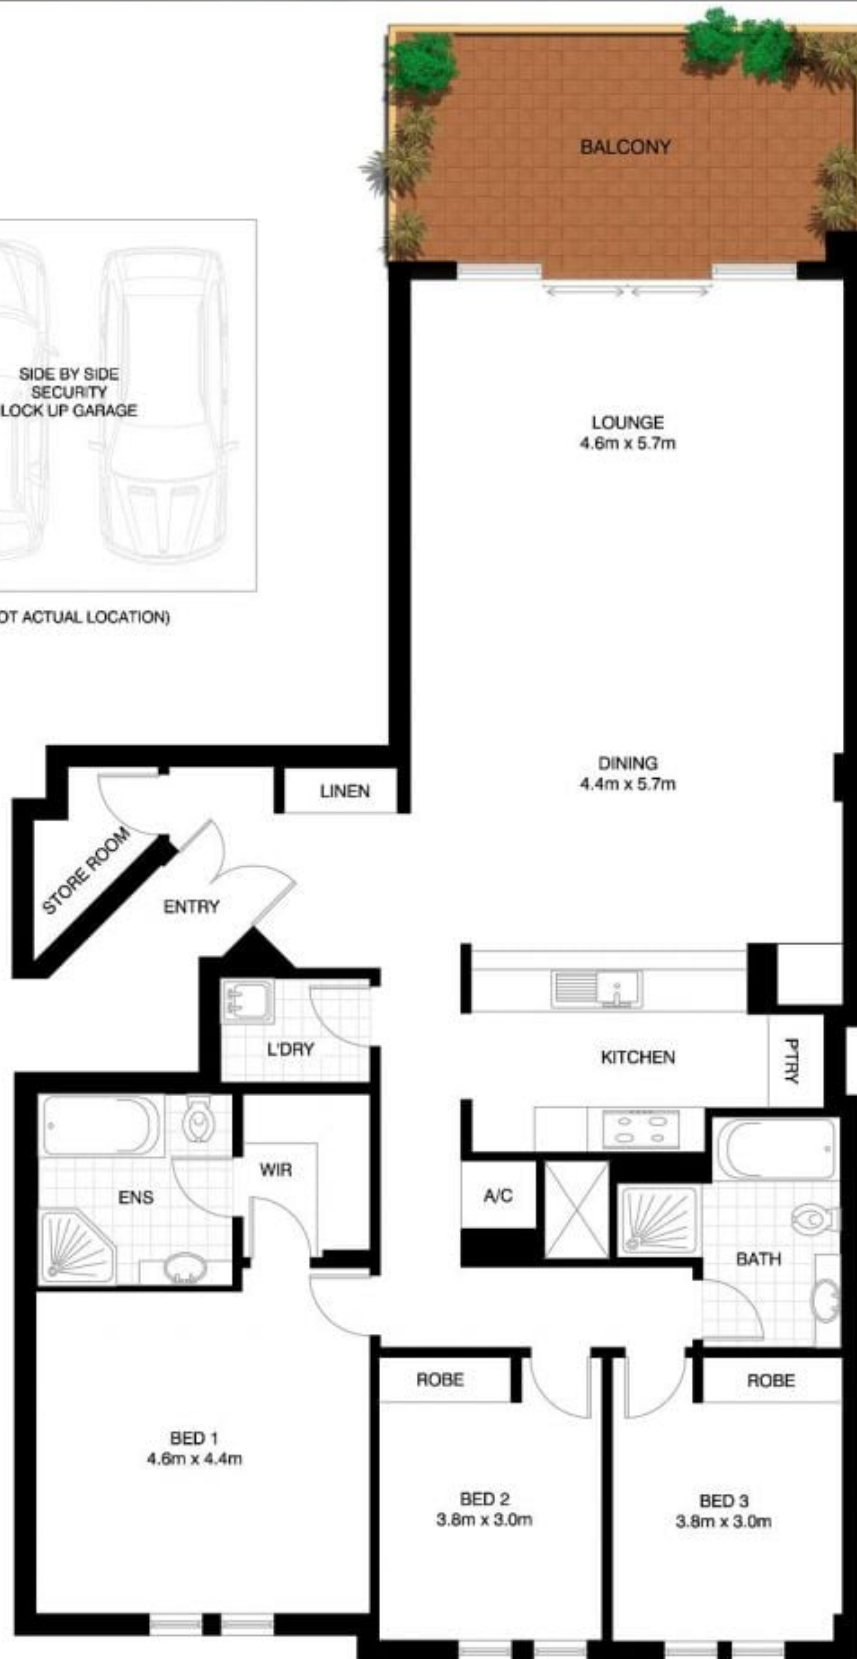 BALCONY
SIDE BY SIDE
SECURITY
LOCK UP GARAGE
OT ACTUAL LOCATION)
LOUNGE
4.6m x 5.7m
DINING
4.4m x 5.7m
LINEN
STORE ROOM
ENTRY
L'DRY
KITCHEN
PTRY
WIR
ENS
A/C
BATH
ROBE
ROBE
BED 1
4.6m x 4.4m
BED 2
3.8m x 3.0m
BED 3
3.8m x 3.0m